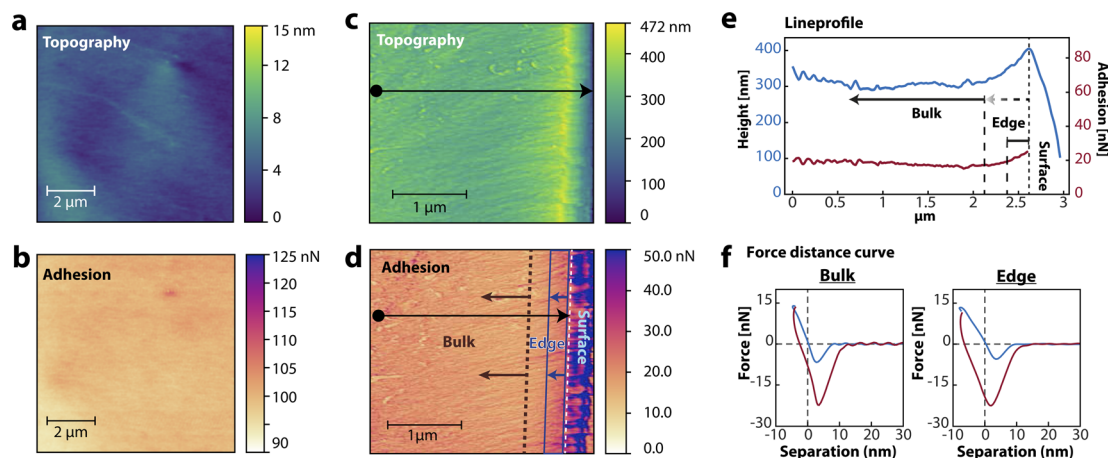 a
Topography
2 μm
15 nm
12
8
4
0
b
Adhesion
2 μm
125 nN
120
115
110
105
100
95
90
c
Topography
1 μm
472 nm
400
300
200
100
0
d
Adhesion
Bulk
Edge
Surface
1μm
50.0 nN
40.0
30.0
20.0
10.0
0.0
e Lineprofile
Height [nm]
400
300
200
100
0
Bulk
Edge
Surface
80
60
40
20
0
Adhesion [nN]
0 0.5 1 1.5 2 2.5 3
μm
f Force distance curve
Bulk
Force [nN]
15
0
-15
-30
-10 0 10 20 30
Separation (nm)
Edge
Force [nN]
15
0
-15
-30
-10 0 10 20 30
Separation (nm)